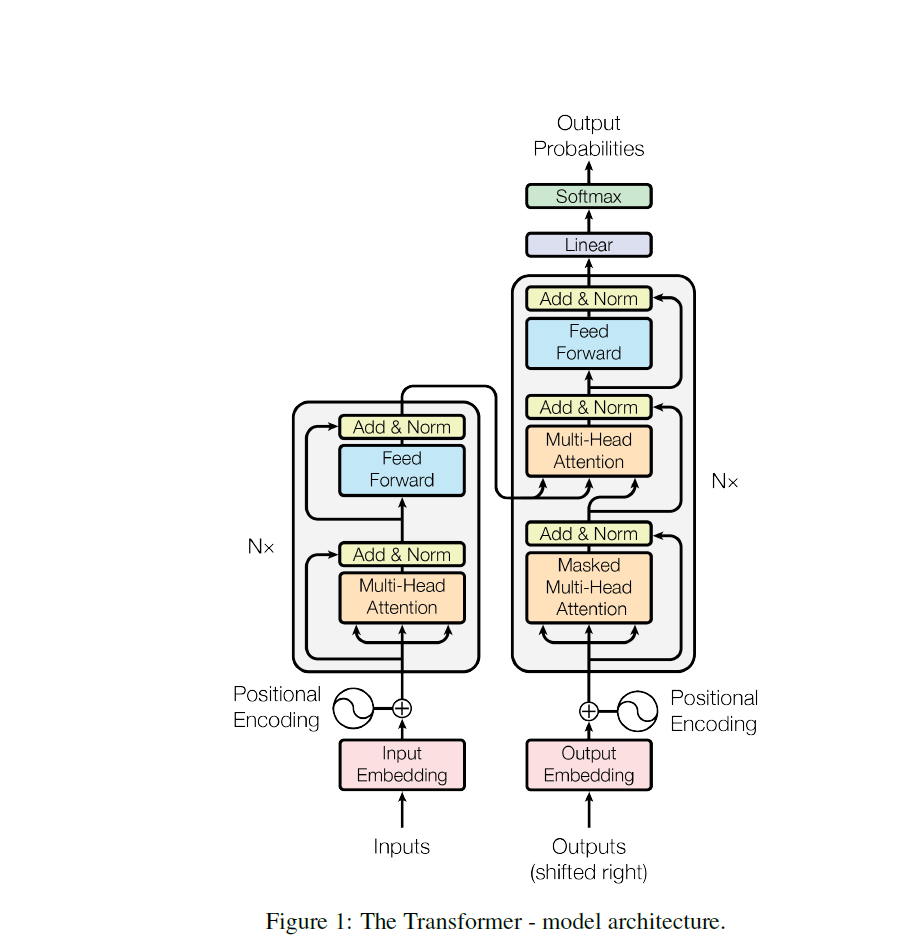 Output
Probabilities
Softmax
Linear
Add & Norm
Feed
Forward
Add & Norm
Multi-Head
Attention
Add & Norm
Masked
Multi-Head
Attention
N×
Add & Norm
Feed
Forward
Add & Norm
Multi-Head
Attention
N×
Positional
Encoding
Positional
Encoding
Input
Embedding
Output
Embedding
Inputs
Outputs
(shifted right)
Figure 1: The Transformer - model architecture.